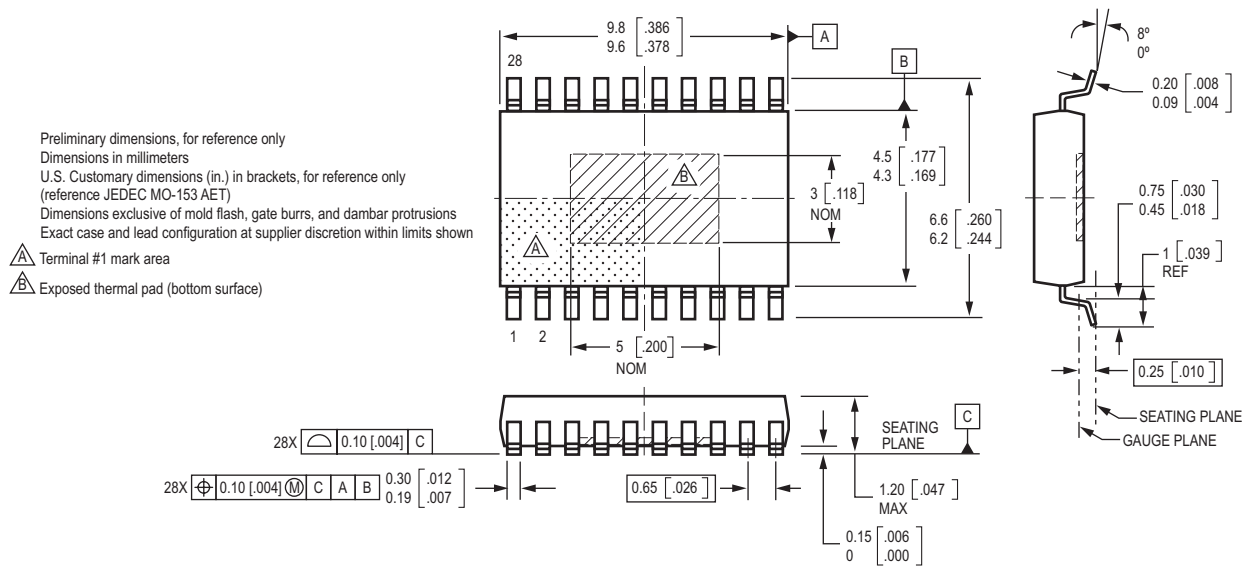 9.8 [.386]
9.6 [.378]
A
28
B
8º
0º
0.20 [.008]
0.09 [.004]
Preliminary dimensions, for reference only
Dimensions in millimeters
U.S. Customary dimensions (in.) in brackets, for reference only
(reference JEDEC MO-153 AET)
Dimensions exclusive of mold flash, gate burrs, and dambar protrusions
Exact case and lead configuration at supplier discretion within limits shown
A Terminal #1 mark area
B Exposed thermal pad (bottom surface)
B
A
3 [.118]
NOM
4.5 [.177]
4.3 [.169]
6.6 [.260]
6.2 [.244]
0.75 [.030]
0.45 [.018]
1 [.039]
REF
1 2
5 [.200]
NOM
0.25 [.010]
SEATING PLANE
GAUGE PLANE
28X ⌓ 0.10 [.004] C
SEATING
PLANE
C
28X ⌖ 0.10 [.004] Ⓜ C A B
0.30 [.012]
0.19 [.007]
0.65 [.026]
1.20 [.047]
MAX
0.15 [.006]
0 [.000]